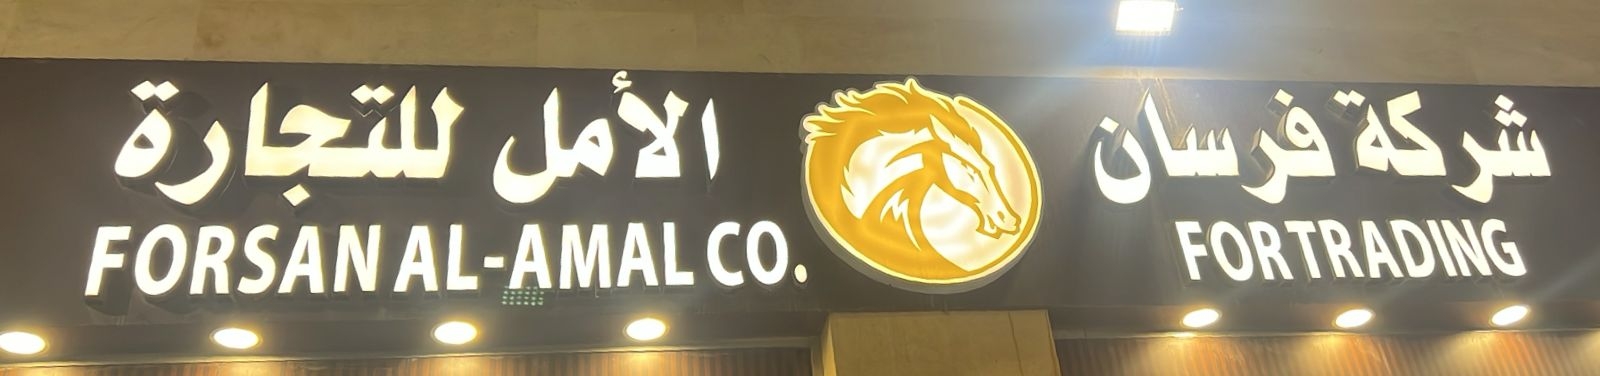 شركة فرسان الأمل للتجارة
FORSAN AL-AMAL CO. FOR TRADING